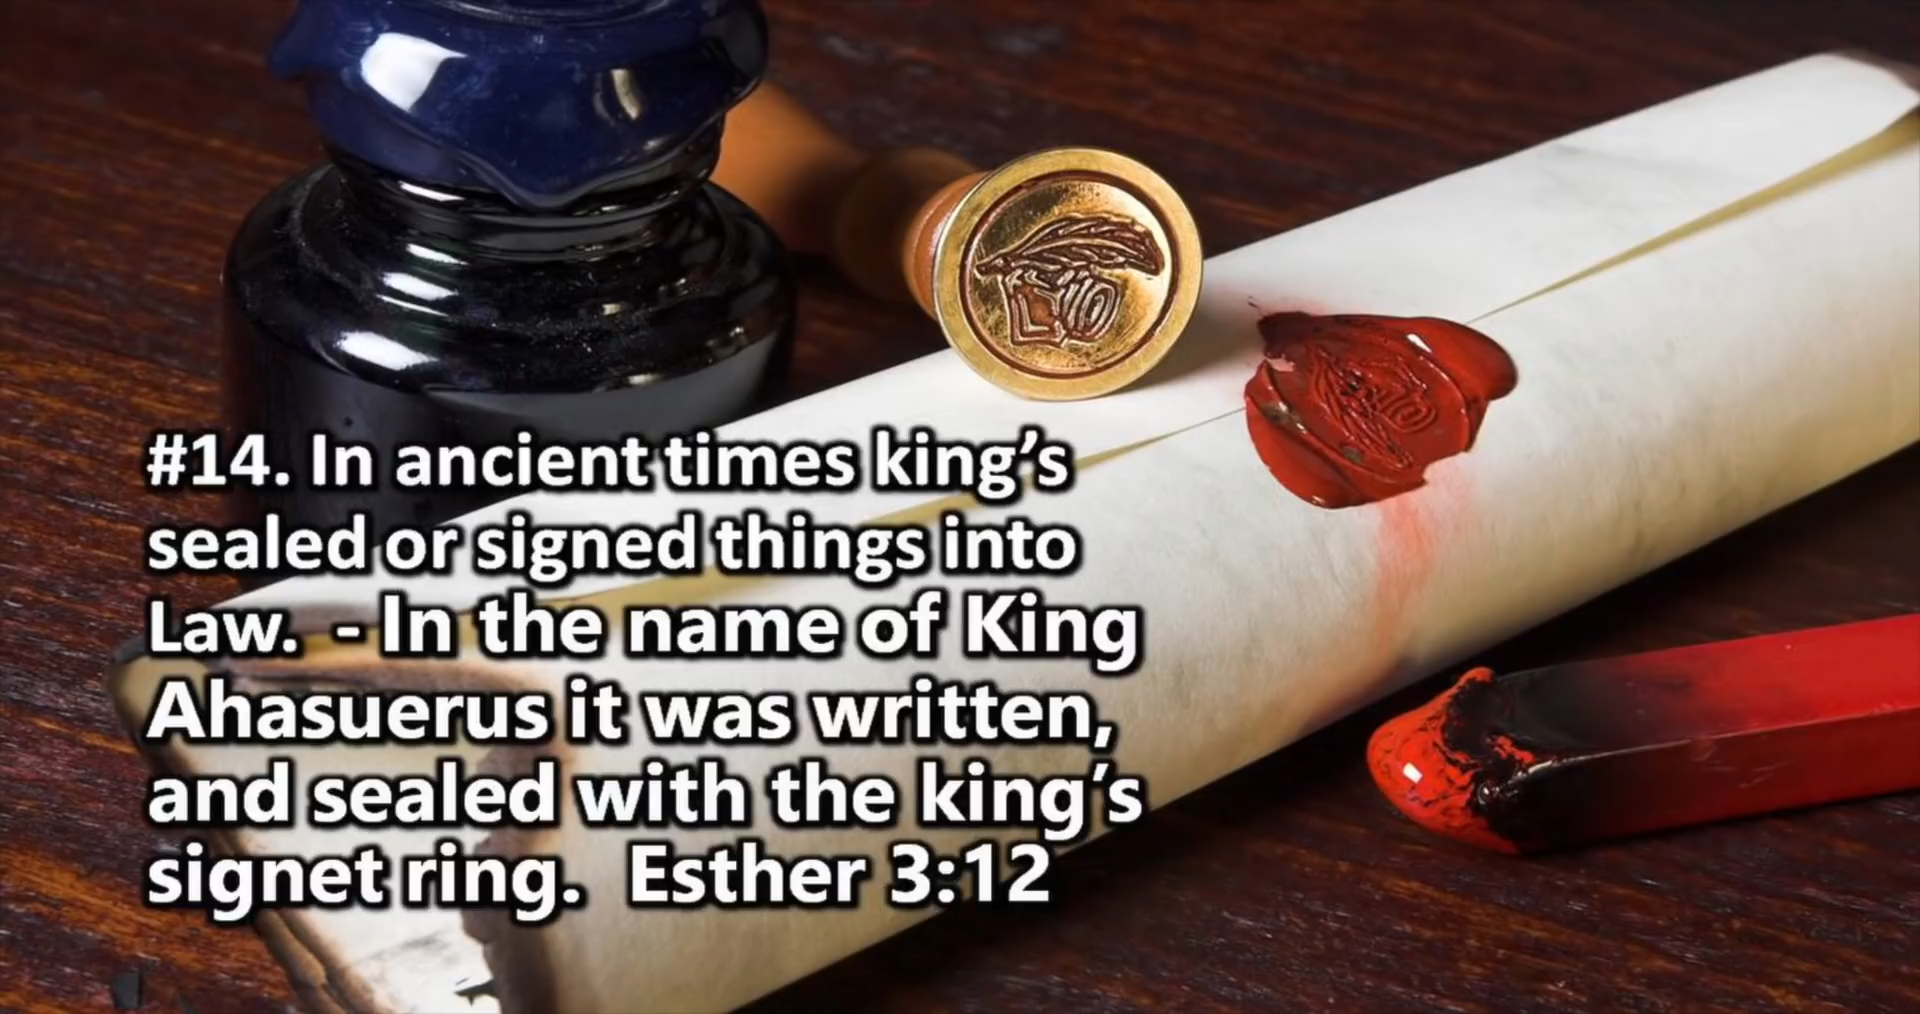 #14. In ancient times king’s
sealed or signed things into
Law.  - In the name of King
Ahasuerus it was written,
and sealed with the king’s
signet ring.  Esther 3:12